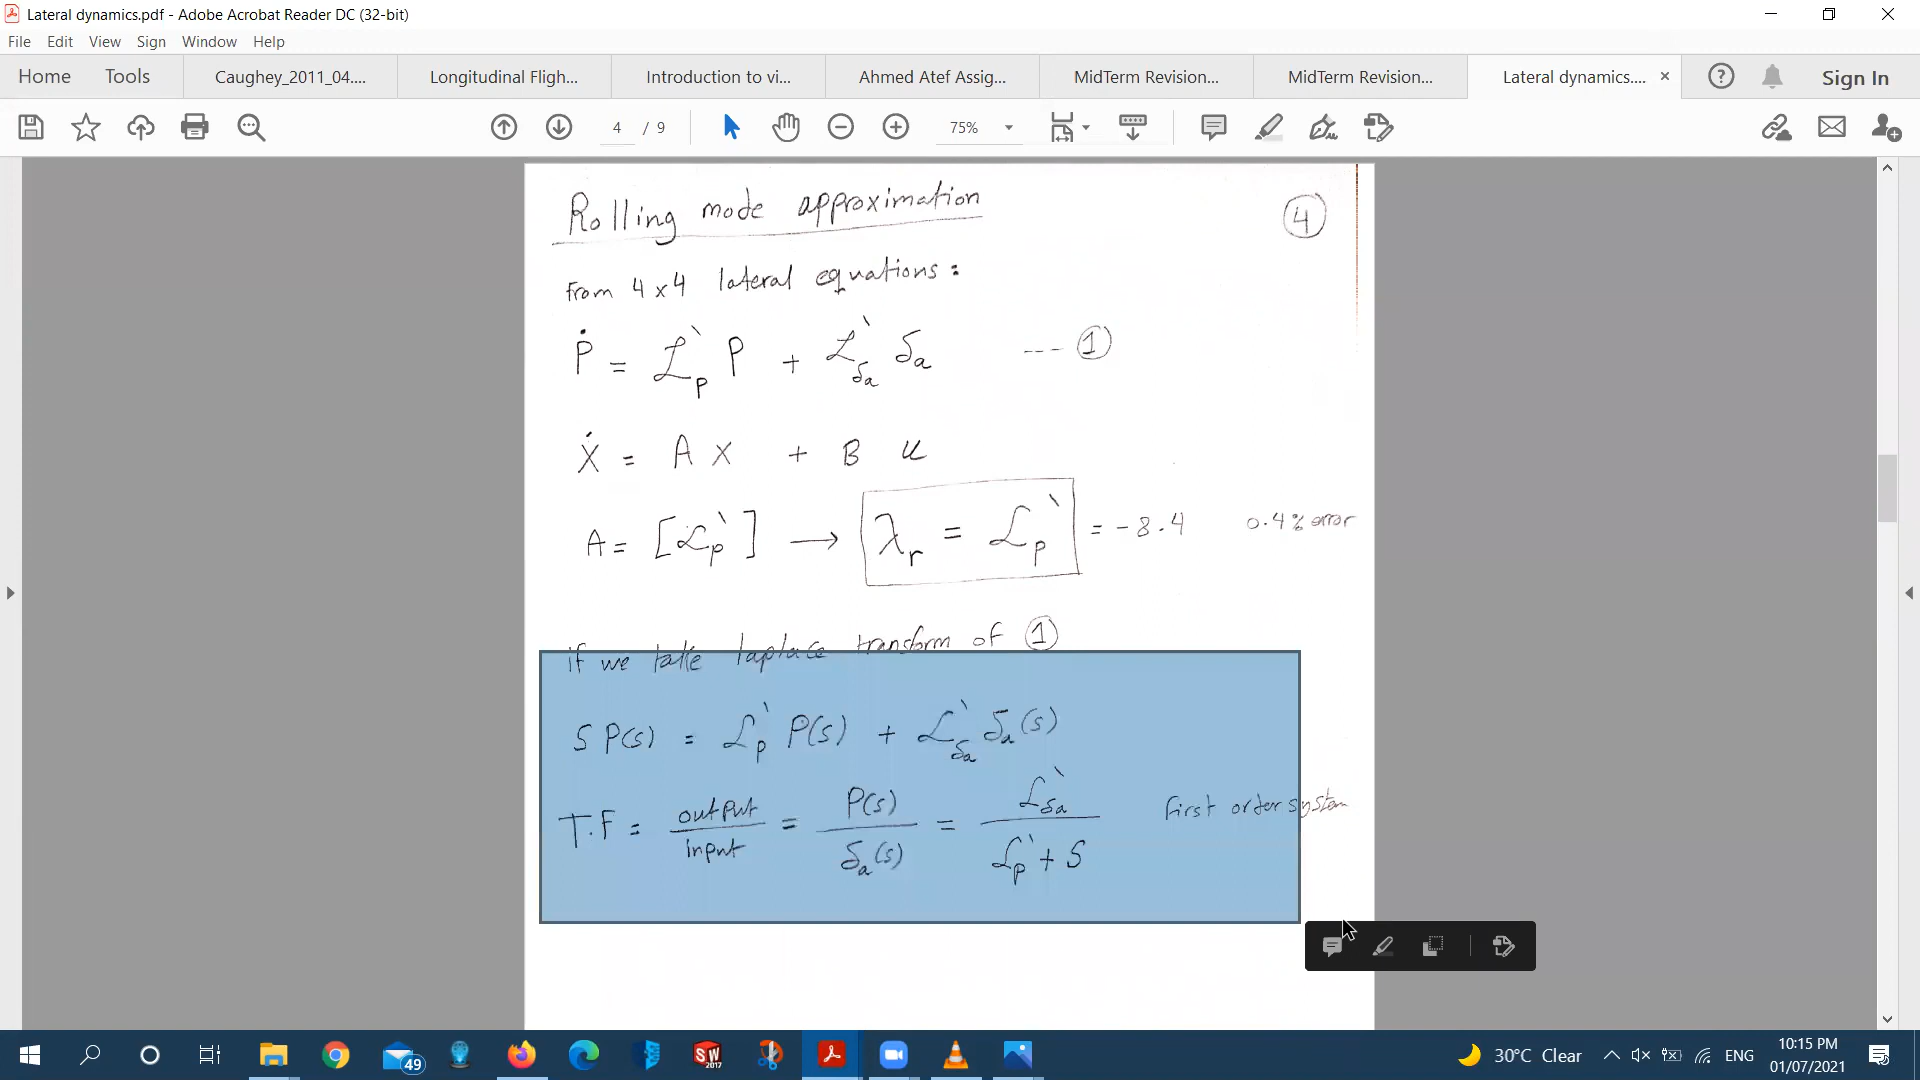 Lateral dynamics.pdf - Adobe Acrobat Reader DC (32-bit)
File Edit View Sign Window Help
Home Tools Caughey_2011_04.... Longitudinal Fligh... Introduction to vi... Ahmed Atef Assig... MidTerm Revision... MidTerm Revision... Lateral dynamics.... × Sign In
4 / 9 75%
Rolling mode approximation
4
From 4x4 lateral equations:
Ṗ = ℒ`p P + ℒ`δa δa --- ①
Ẋ = A X + B u
A = [ℒ`p] → λr = ℒ`p = -8.4 0.4% error
if we take laplace transform of ①
S P(s) = ℒ`p P(s) + ℒ`δa δa(s)
T.F = output/input = P(s)/δa(s) = ℒ`δa/ℒ`p + S first order system
49
SW
2017
30°C Clear
ENG
10:15 PM
01/07/2021